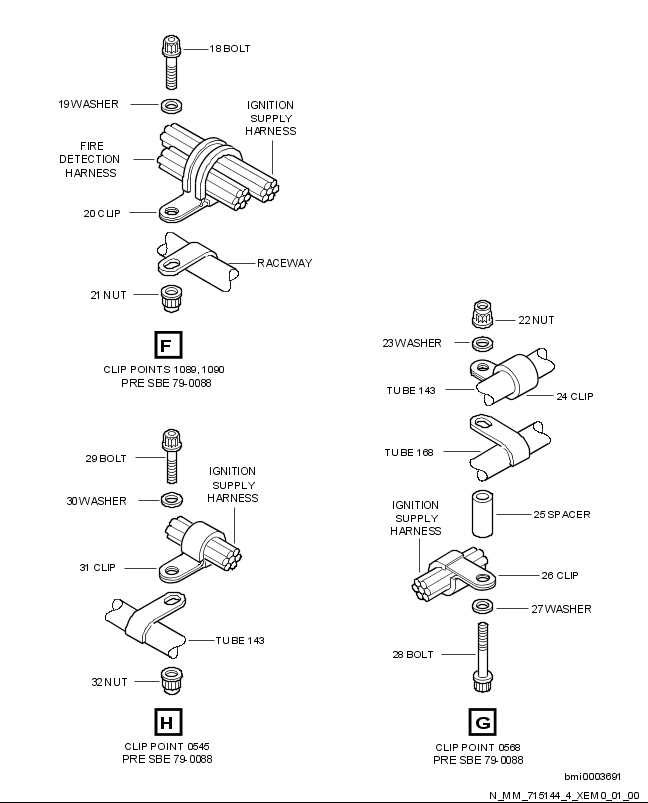 18 BOLT
19 WASHER
IGNITION
SUPPLY
HARNESS
FIRE
DETECTION
HARNESS
20 CLIP
RACEWAY
21 NUT
F
CLIP POINTS 1089, 1090
PRE SBE 79-0088
22 NUT
23 WASHER
TUBE 143
24 CLIP
TUBE 168
25 SPACER
IGNITION
SUPPLY
HARNESS
26 CLIP
27 WASHER
28 BOLT
G
CLIP POINT 0568
PRE SBE 79-0088
29 BOLT
IGNITION
SUPPLY
HARNESS
30 WASHER
31 CLIP
TUBE 143
32 NUT
H
CLIP POINT 0545
PRE SBE 79-0088
bmi0003691
N_MM_715144_4_XEM0_01_00